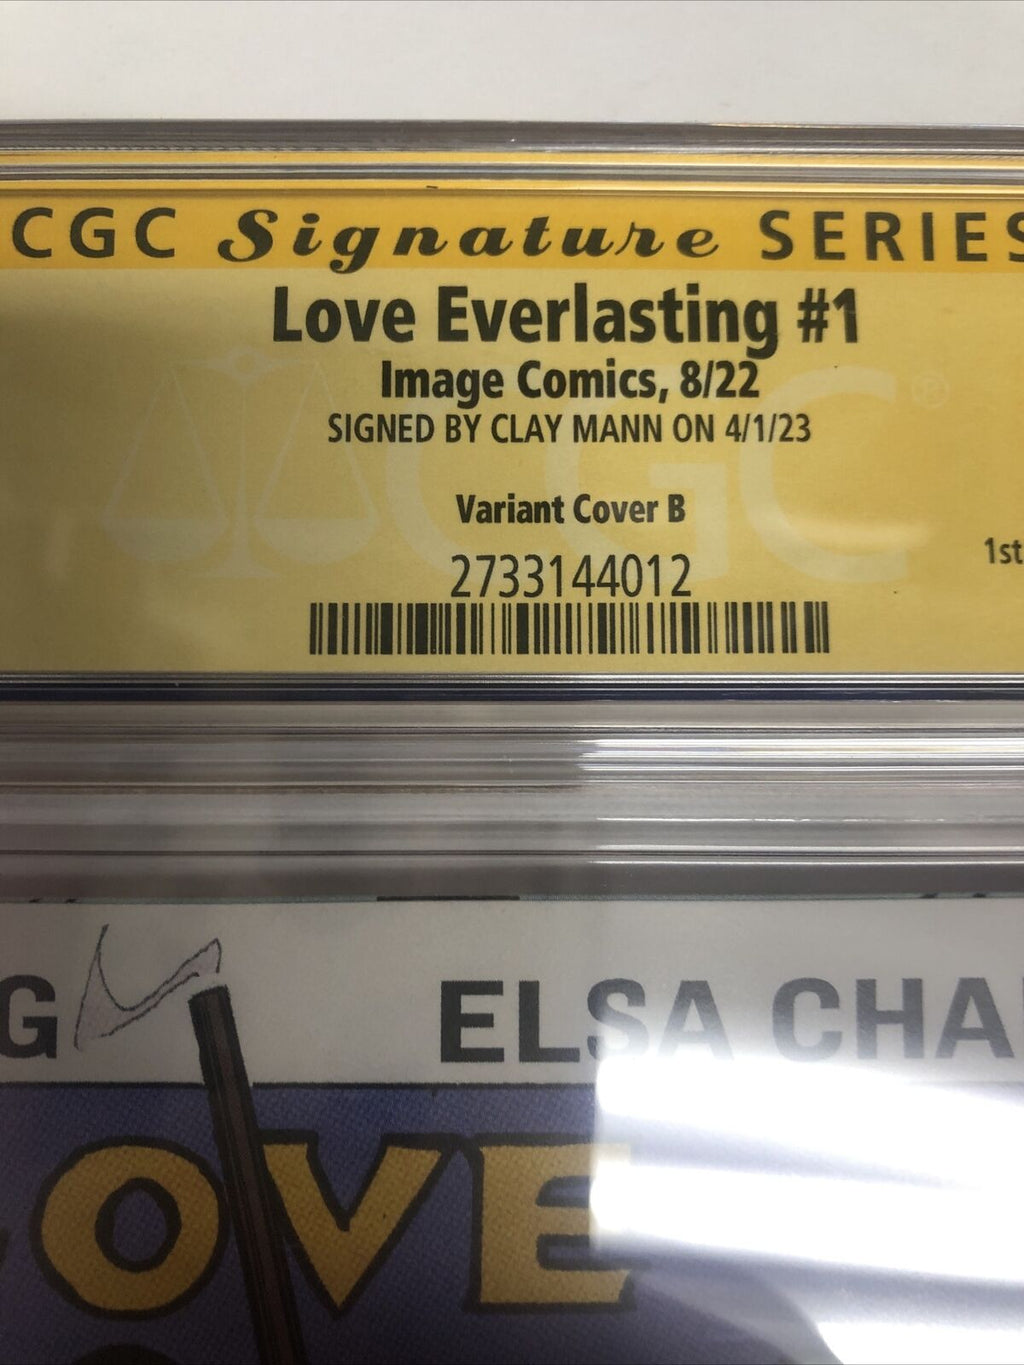 CGC Signature SERIES
Love Everlasting #1
Image Comics, 8/22
SIGNED BY CLAY MANN ON 4/1/23
Variant Cover B
1st
2733144012
CGC
G ELSA CHA
OVE